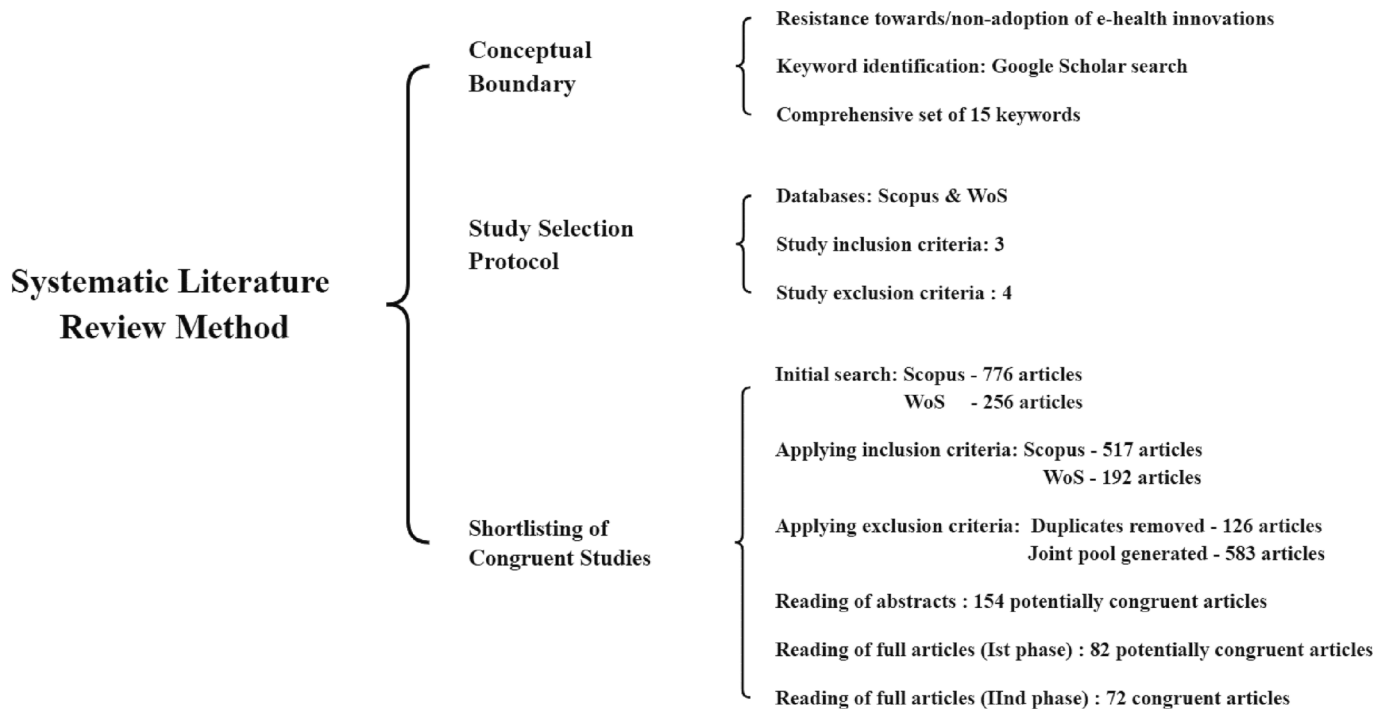 Systematic Literature
Review Method
Conceptual
Boundary
Resistance towards/non-adoption of e-health innovations
Keyword identification: Google Scholar search
Comprehensive set of 15 keywords
Study Selection
Protocol
Databases: Scopus & WoS
Study inclusion criteria: 3
Study exclusion criteria : 4
Shortlisting of
Congruent Studies
Initial search: Scopus - 776 articles
WoS - 256 articles
Applying inclusion criteria: Scopus - 517 articles
WoS - 192 articles
Applying exclusion criteria: Duplicates removed - 126 articles
Joint pool generated - 583 articles
Reading of abstracts : 154 potentially congruent articles
Reading of full articles (Ist phase) : 82 potentially congruent articles
Reading of full articles (IInd phase) : 72 congruent articles